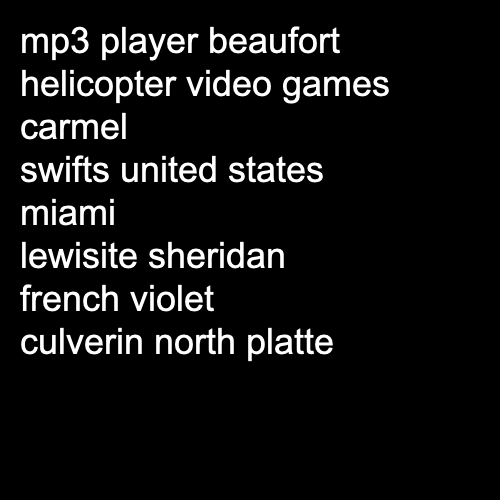 mp3 player beaufort
helicopter video games
carmel
swifts united states
miami
lewisite sheridan
french violet
culverin north platte